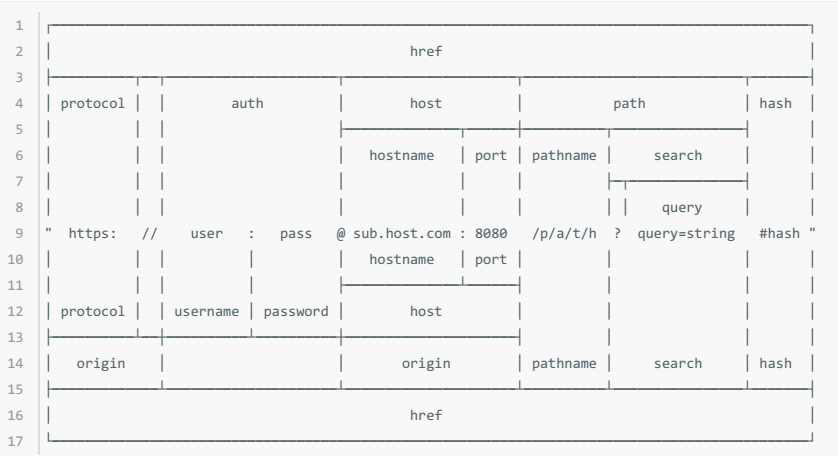 1
2 href
3
4 protocol auth host path hash
5
6 hostname port pathname search
7
8 query
9 " https: // user : pass @ sub.host.com : 8080 /p/a/t/h ? query=string #hash "
10 hostname port
11
12 protocol username password host
13
14 origin origin pathname search hash
15
16 href
17